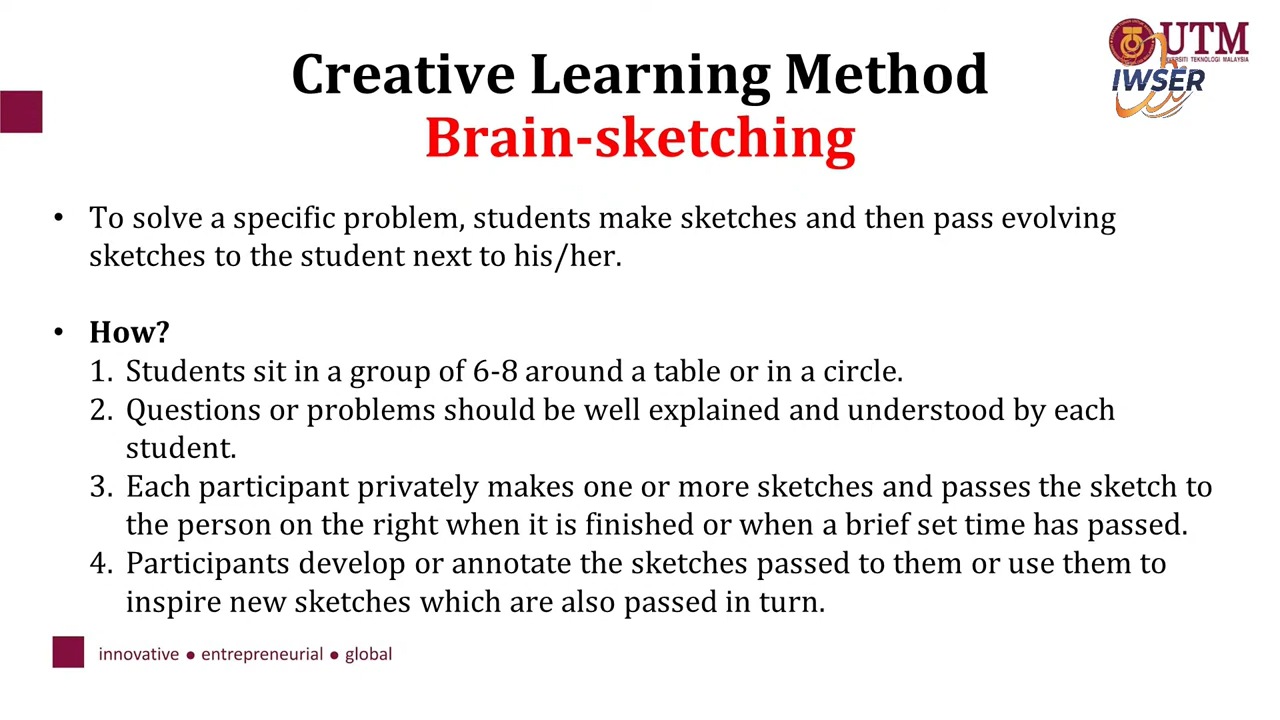 UTM
UNIVERSITI TEKNOLOGI MALAYSIA
IWSER
Creative Learning Method
Brain-sketching
• To solve a specific problem, students make sketches and then pass evolving
sketches to the student next to his/her.
• How?
1. Students sit in a group of 6-8 around a table or in a circle.
2. Questions or problems should be well explained and understood by each
student.
3. Each participant privately makes one or more sketches and passes the sketch to
the person on the right when it is finished or when a brief set time has passed.
4. Participants develop or annotate the sketches passed to them or use them to
inspire new sketches which are also passed in turn.
innovative ● entrepreneurial ● global